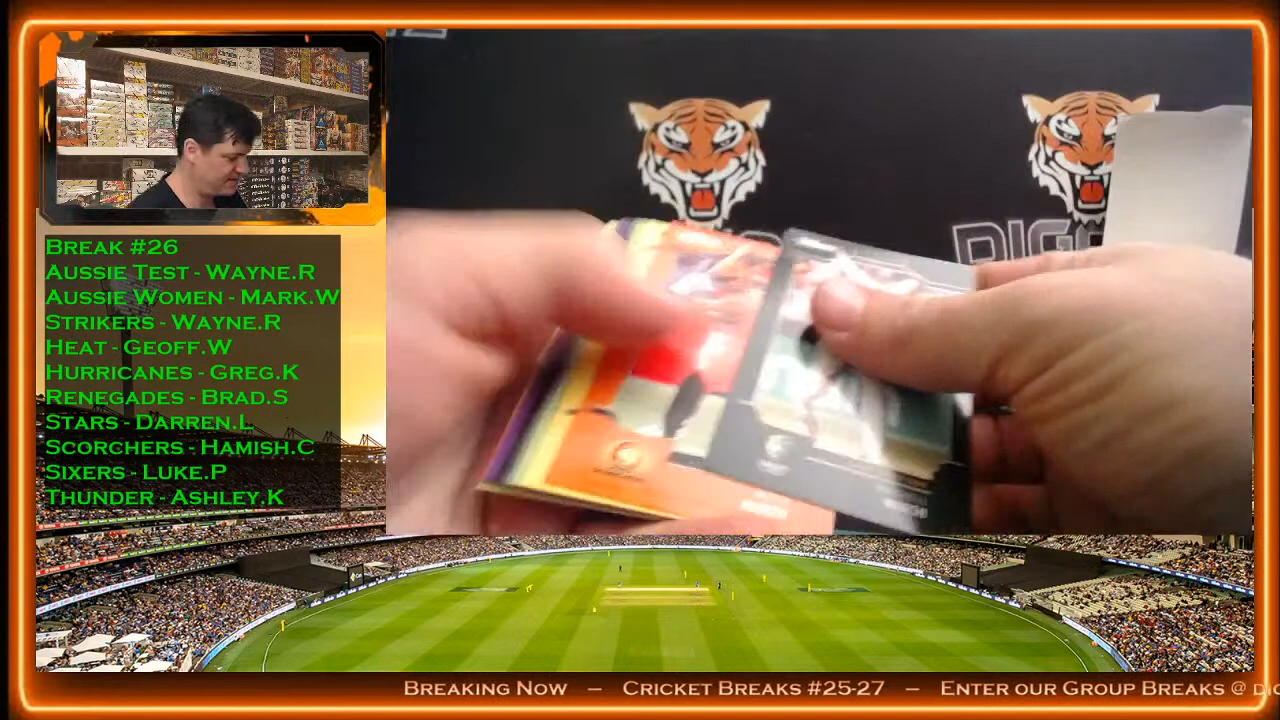 BREAK #26
AUSSIE TEST - WAYNE.R
AUSSIE WOMEN - MARK.W
STRIKERS - WAYNE.R
HEAT - GEOFF.W
HURRICANES - GREG.K
RENEGADES - BRAD.S
STARS - DARREN.L
SCORCHERS - HAMISH.C
SIXERS - LUKE.P
THUNDER - ASHLEY.K
BREAKING NOW – CRICKET BREAKS #25-27 – ENTER OUR GROUP BREAKS @